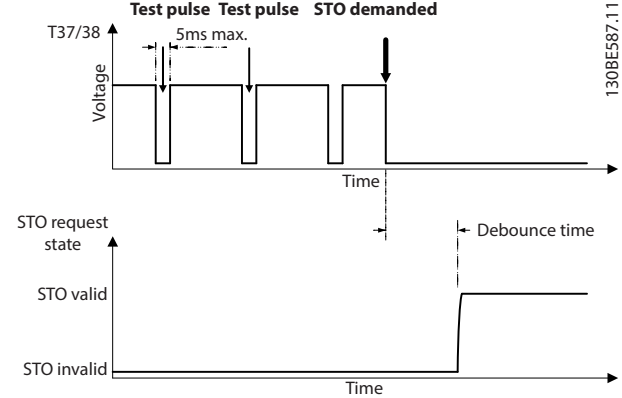 Test pulse Test pulse STO demanded
T37/38
5ms max.
Voltage
Time
130BE587.11
STO request
state
Debounce time
STO valid
STO invalid
Time